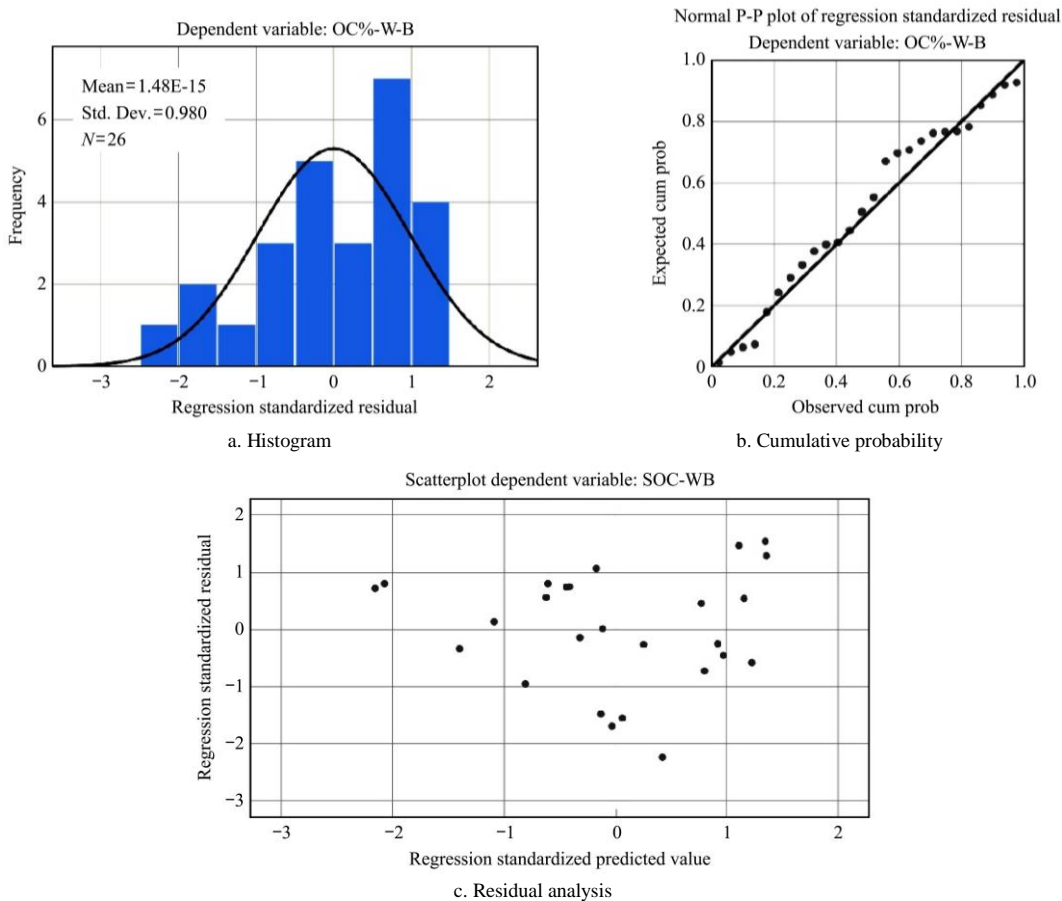 Dependent variable: OC%-W-B
Mean=1.48E-15
Std. Dev.=0.980
N=26
Frequency
6
4
2
0
−3
−2
−1
0
1
2
Regression standardized residual
a. Histogram
Normal P-P plot of regression standardized residual
Dependent variable: OC%-W-B
Expected cum prob
1.0
0.8
0.6
0.4
0.2
0
0
0.2
0.4
0.6
0.8
1.0
Observed cum prob
b. Cumulative probability
Scatterplot dependent variable: SOC-WB
Regression standardized residual
2
1
0
−1
−2
−3
−3
−2
−1
0
1
2
Regression standardized predicted value
c. Residual analysis